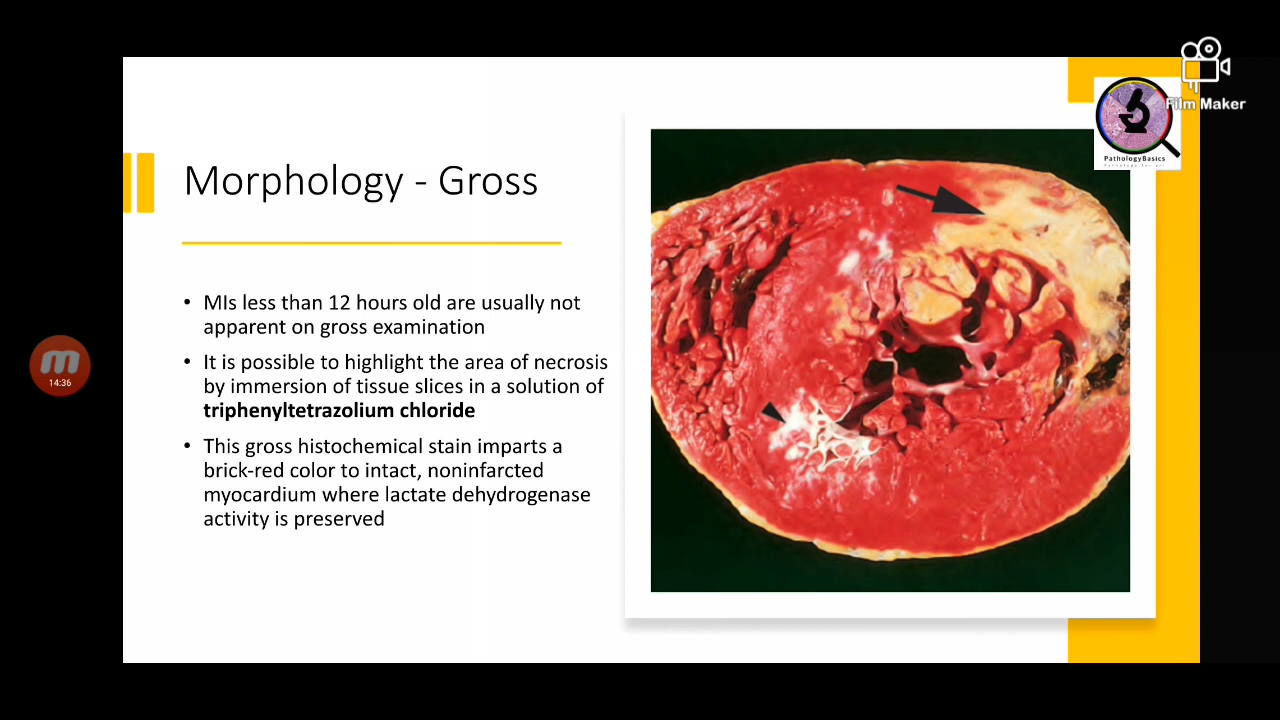 Film Maker
PathologyBasics
Pathology for all
Morphology - Gross
• MIs less than 12 hours old are usually not
apparent on gross examination
• It is possible to highlight the area of necrosis
by immersion of tissue slices in a solution of
triphenyltetrazolium chloride
• This gross histochemical stain imparts a
brick-red color to intact, noninfarcted
myocardium where lactate dehydrogenase
activity is preserved
14:36